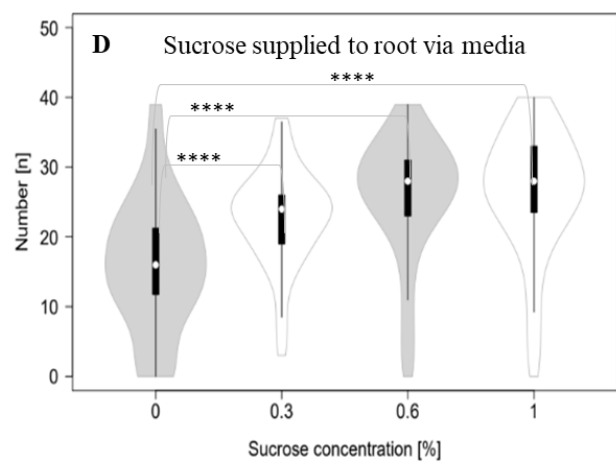 50
D Sucrose supplied to root via media
****
40
****
****
30
20
10
0
Number [n]
0 0.3 0.6 1
Sucrose concentration [%]